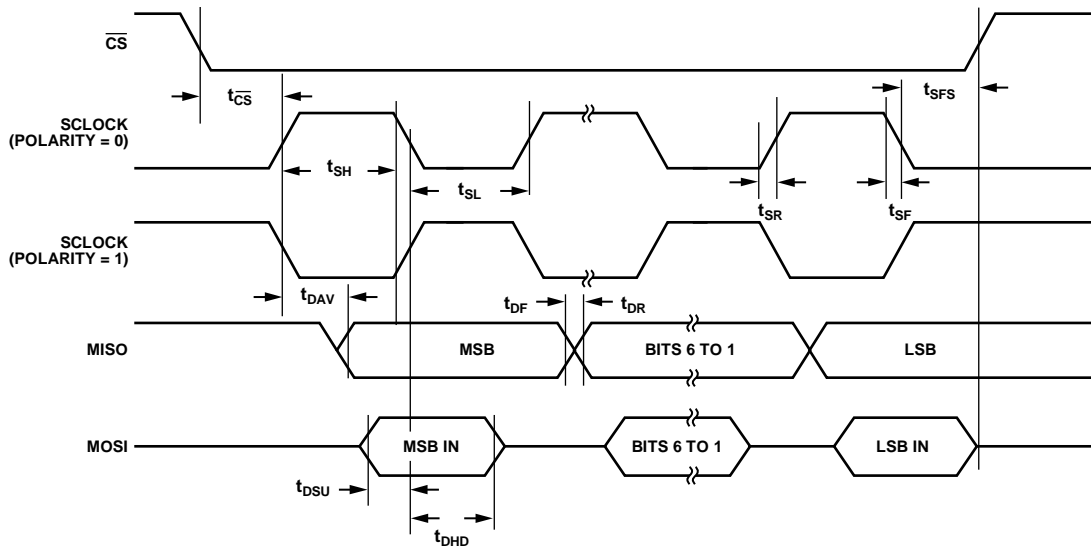 CS
tCS
tSFS
SCLOCK
(POLARITY = 0)
tSH
tSL
tSR
tSF
SCLOCK
(POLARITY = 1)
tDAV
tDF
tDR
MISO
MSB
BITS 6 TO 1
LSB
MOSI
MSB IN
BITS 6 TO 1
LSB IN
tDSU
tDHD